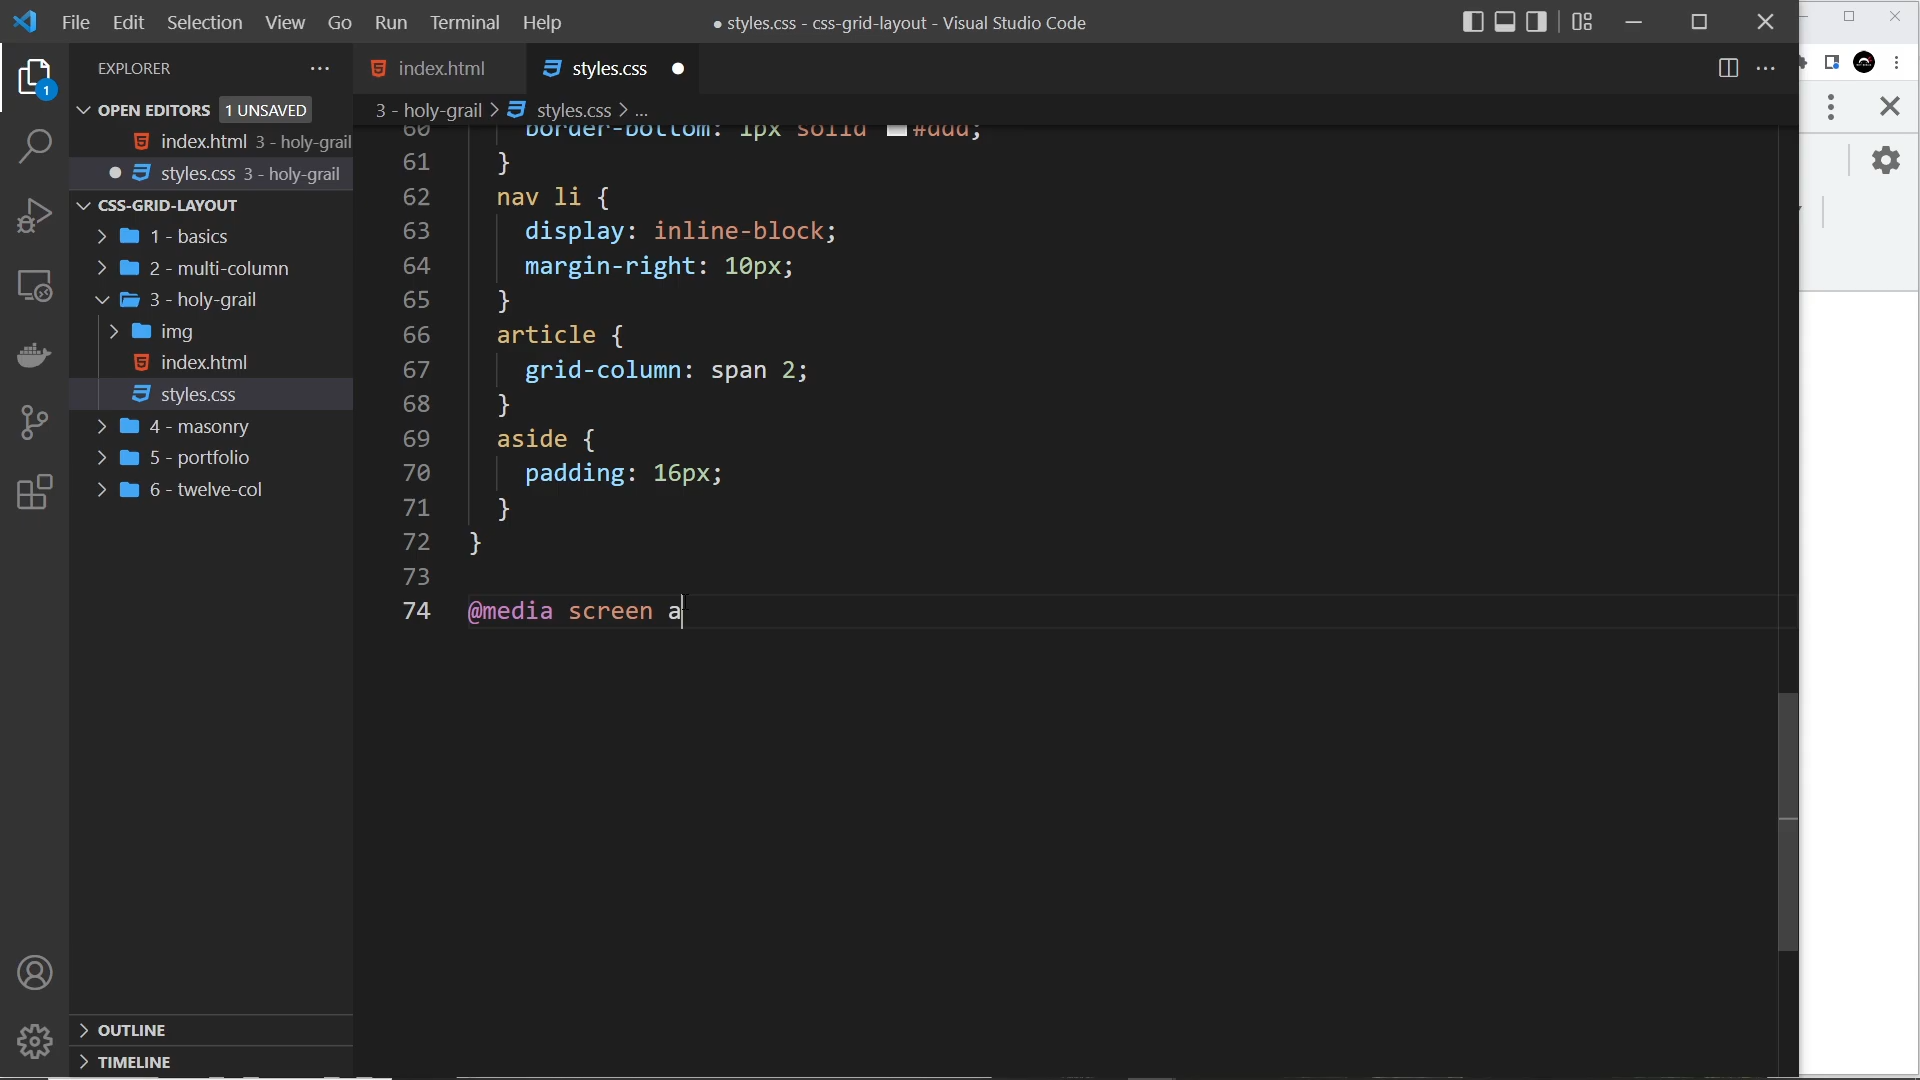 File Edit Selection View Go Run Terminal Help
● styles.css - css-grid-layout - Visual Studio Code
EXPLORER
1
OPEN EDITORS 1 UNSAVED
index.html 3 - holy-grail
styles.css 3 - holy-grail
CSS-GRID-LAYOUT
1 - basics
2 - multi-column
3 - holy-grail
img
index.html
styles.css
4 - masonry
5 - portfolio
6 - twelve-col
OUTLINE
TIMELINE
index.html styles.css
3 - holy-grail > styles.css > ...
60 border-bottom: 1px solid #ddd;
61 }
62 nav li {
63 display: inline-block;
64 margin-right: 10px;
65 }
66 article {
67 grid-column: span 2;
68 }
69 aside {
70 padding: 16px;
71 }
72 }
73
74 @media screen a